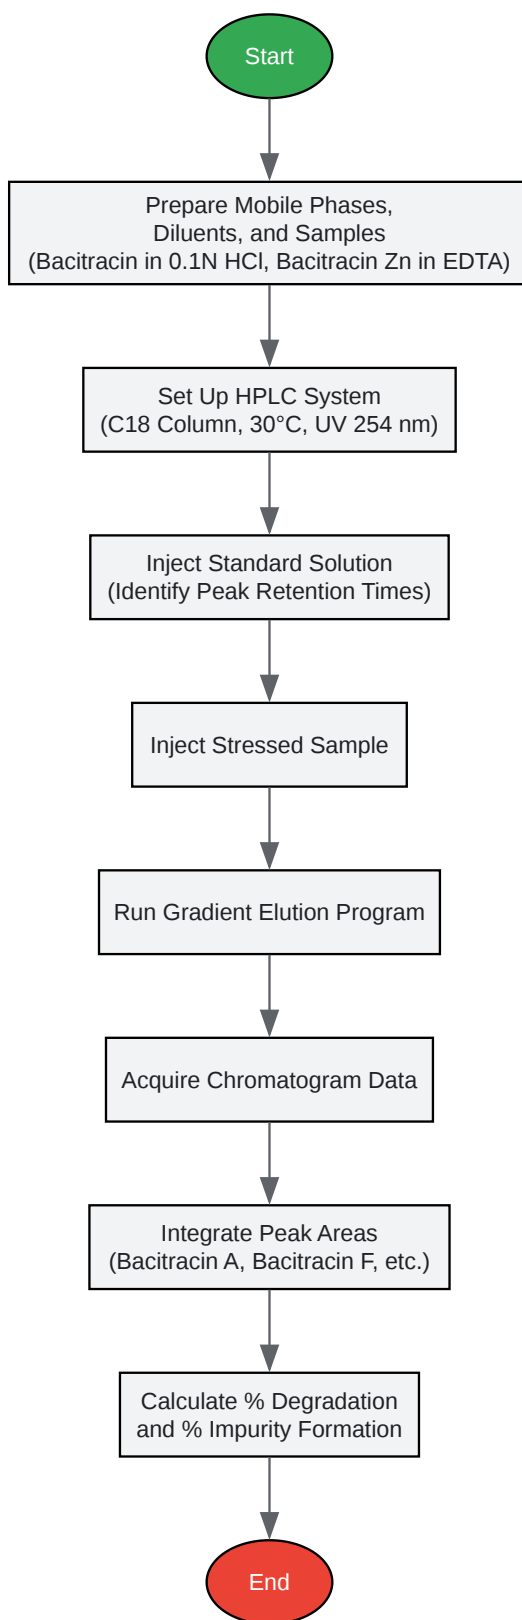 Start
Prepare Mobile Phases,
Diluents, and Samples
(Bacitracin in 0.1N HCl, Bacitracin Zn in EDTA)
Set Up HPLC System
(C18 Column, 30°C, UV 254 nm)
Inject Standard Solution
(Identify Peak Retention Times)
Inject Stressed Sample
Run Gradient Elution Program
Acquire Chromatogram Data
Integrate Peak Areas
(Bacitracin A, Bacitracin F, etc.)
Calculate % Degradation
and % Impurity Formation
End